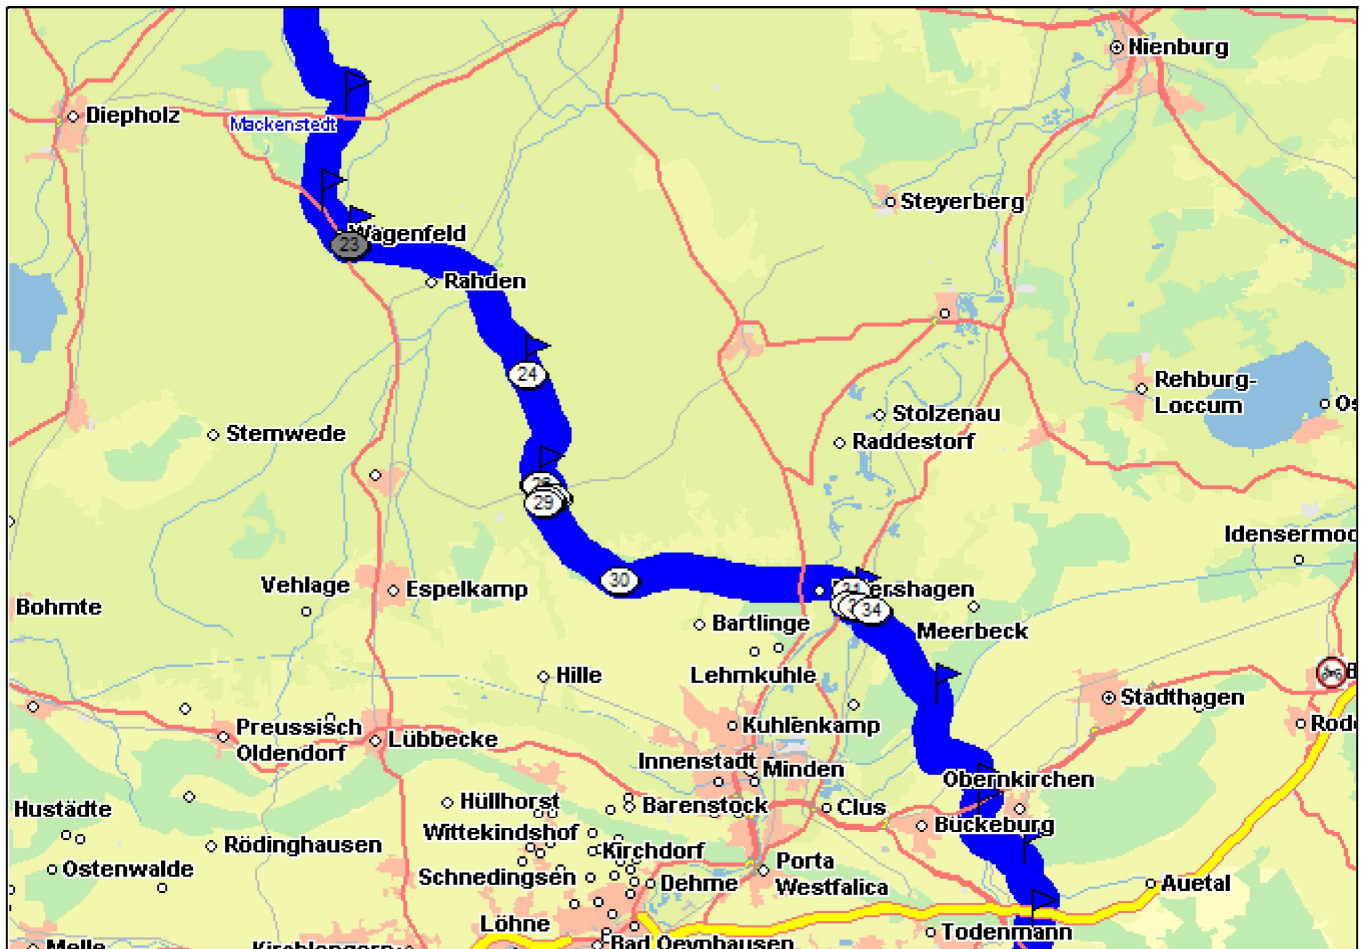 Nienburg
Diepholz
Mackenstedt
Steyerberg
Wagenfeld
23
Rahden
24
Rehburg-
Loccum
Stolzenau
Raddestorf
Stemwede
29
Idensermoo
30
Vehlage
Espelkamp
ershagen
34
Bohmte
Bartlinge
Meerbeck
Hille
Lehmkuhle
Stadthagen
Preussisch
Oldendorf
Lübbecke
Kuhlenkamp
Rod
Innenstadt
Minden
Obernkirchen
Hustädte
Hüllhorst
Barenstock
Clus
Wittekindshof
Bückeburg
Rödinghausen
Kirchdorf
Ostenwalde
Schnedingsen
Dehme
Porta
Westfalica
Auetal
Löhne
Todenmann
Melle
Kirchlengern
Bad Oeynhausen